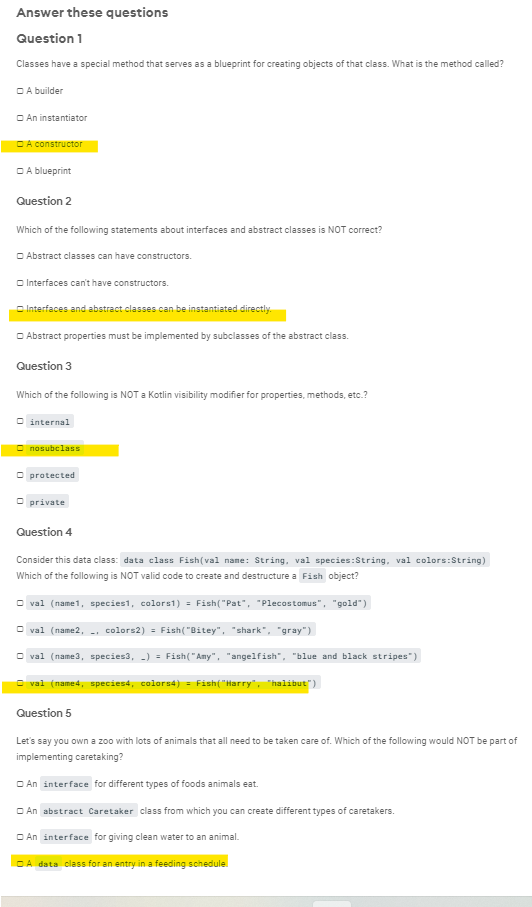 Answer these questions
Question 1
Classes have a special method that serves as a blueprint for creating objects of that class. What is the method called?
☐ A builder
☐ An instantiator
☐ A constructor
☐ A blueprint
Question 2
Which of the following statements about interfaces and abstract classes is NOT correct?
☐ Abstract classes can have constructors.
☐ Interfaces can't have constructors.
☐ Interfaces and abstract classes can be instantiated directly.
☐ Abstract properties must be implemented by subclasses of the abstract class.
Question 3
Which of the following is NOT a Kotlin visibility modifier for properties, methods, etc.?
☐ internal
☐ nosubclass
☐ protected
☐ private
Question 4
Consider this data class: data class Fish(val name: String, val species:String, val colors:String)
Which of the following is NOT valid code to create and destructure a Fish object?
☐ val (name1, species1, colors1) = Fish("Pat", "Plecostomus", "gold")
☐ val (name2, _, colors2) = Fish("Bitey", "shark", "gray")
☐ val (name3, species3, _) = Fish("Amy", "angelfish", "blue and black stripes")
☐ val (name4, species4, colors4) = Fish("Harry", "halibut")
Question 5
Let's say you own a zoo with lots of animals that all need to be taken care of. Which of the following would NOT be part of
implementing caretaking?
☐ An interface for different types of foods animals eat.
☐ An abstract Caretaker class from which you can create different types of caretakers.
☐ An interface for giving clean water to an animal.
☐ A data class for an entry in a feeding schedule.